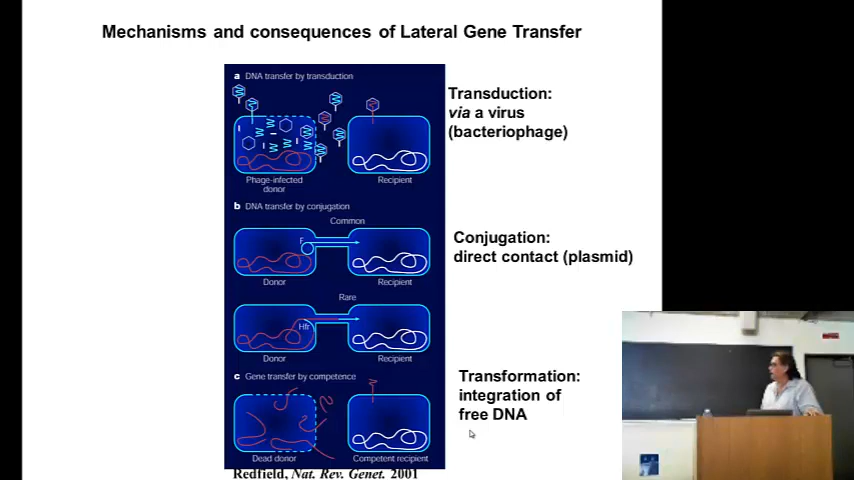 Mechanisms and consequences of Lateral Gene Transfer
a DNA transfer by transduction
Phage-infected
donor
Recipient
Transduction:
via a virus
(bacteriophage)
b DNA transfer by conjugation
Common
F
Donor
Recipient
Conjugation:
direct contact (plasmid)
Rare
Hfr
Donor
Recipient
c Gene transfer by competence
Dead donor
Competent recipient
Transformation:
integration of
free DNA
Redfield, Nat. Rev. Genet. 2001